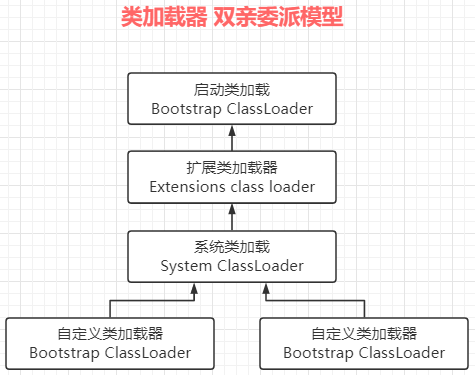 类加载器 双亲委派模型
启动类加载
Bootstrap ClassLoader
扩展类加载器
Extensions class loader
系统类加载
System ClassLoader
自定义类加载器
Bootstrap ClassLoader
自定义类加载器
Bootstrap ClassLoader